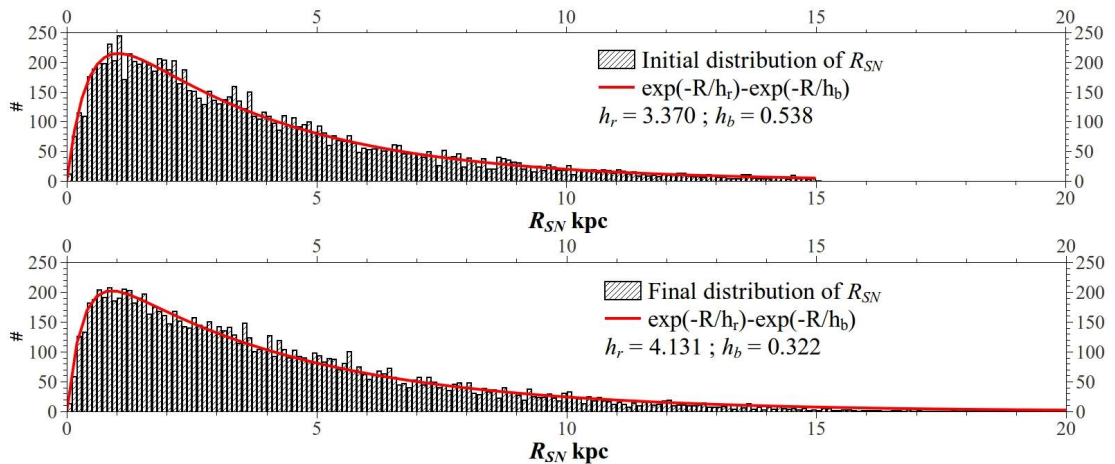 0 5 10 15 20
250 250
200 200
150 150
100 100
50 50
0 0
#
Initial distribution of R_SN
exp(-R/h_r)-exp(-R/h_b)
h_r = 3.370 ; h_b = 0.538
0 5 10 15 20
R_SN kpc
0 5 10 15 20
250 250
200 200
150 150
100 100
50 50
0 0
#
Final distribution of R_SN
exp(-R/h_r)-exp(-R/h_b)
h_r = 4.131 ; h_b = 0.322
0 5 10 15 20
R_SN kpc